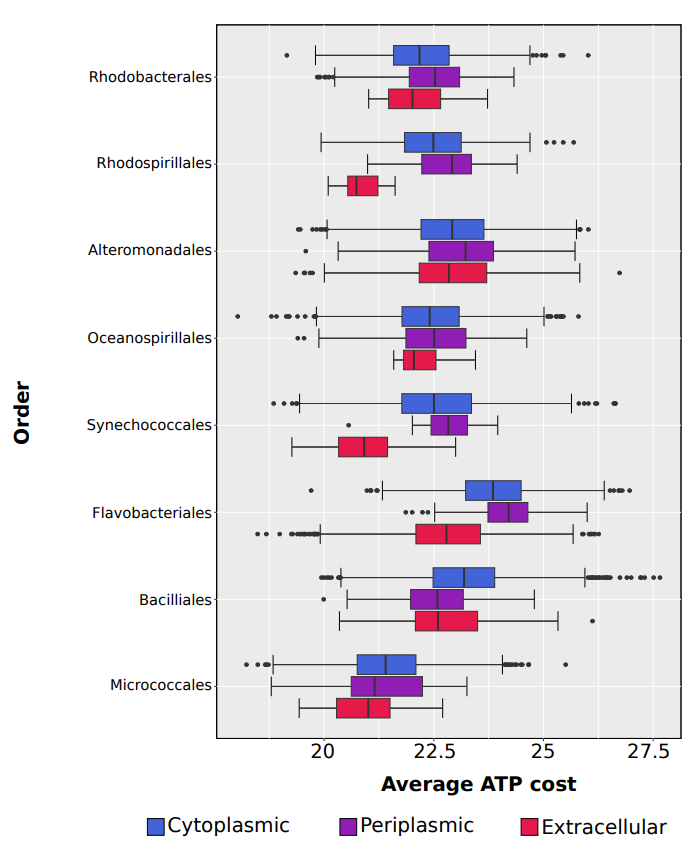 Rhodobacterales
Rhodospirillales
Alteromonadales
Oceanospirillales
Order
Synechococcales
Flavobacteriales
Bacilliales
Micrococcales
20 22.5 25 27.5
Average ATP cost
Cytoplasmic Periplasmic Extracellular